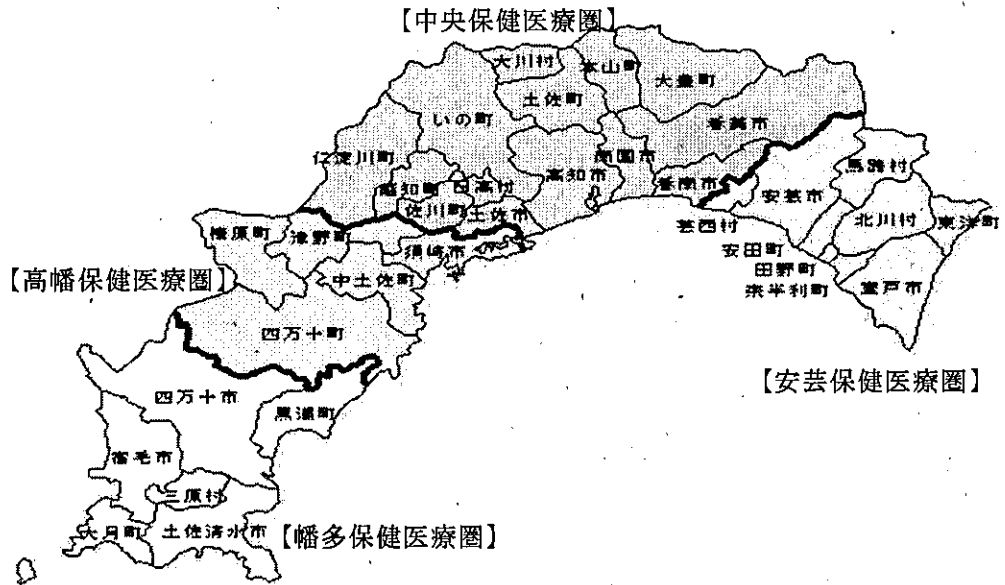 【中央保健医療圏】
大川村
本山町
大豊町
土佐町
いの町
香美市
仁淀川町
南国市
高知市
馬路村
越知町
日高村
香南市
安芸市
佐川町
土佐市
北川村
東洋町
梼原町
津野町
芸西村
須崎市
安田町
中土佐町
田野町
【高幡保健医療圏】
奈半利町
室戸市
四万十町
【安芸保健医療圏】
四万十市
黒潮町
宿毛市
三原村
大月町
土佐清水市
【幡多保健医療圏】